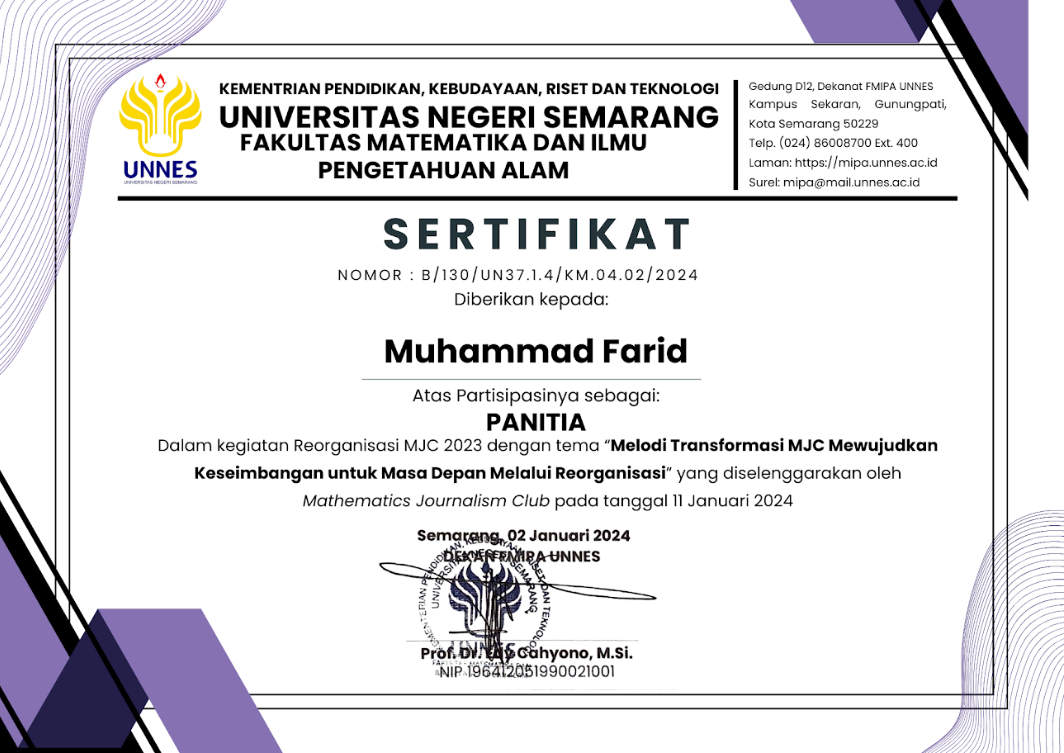 UNNES
UNIVERSITAS NEGERI SEMARANG
KEMENTRIAN PENDIDIKAN, KEBUDAYAAN, RISET DAN TEKNOLOGI
UNIVERSITAS NEGERI SEMARANG
FAKULTAS MATEMATIKA DAN ILMU
PENGETAHUAN ALAM
Gedung D12, Dekanat FMIPA UNNES
Kampus Sekaran, Gunungpati,
Kota Semarang 50229
Telp. (024) 86008700 Ext. 400
Laman: https://mipa.unnes.ac.id
Surel: mipa@mail.unnes.ac.id
SERTIFIKAT
NOMOR : B/130/UN37.1.4/KM.04.02/2024
Diberikan kepada:
Muhammad Farid
Atas Partisipasinya sebagai:
PANITIA
Dalam kegiatan Reorganisasi MJC 2023 dengan tema “Melodi Transformasi MJC Mewujudkan
Keseimbangan untuk Masa Depan Melalui Reorganisasi” yang diselenggarakan oleh
Mathematics Journalism Club pada tanggal 11 Januari 2024
Semarang, 02 Januari 2024
DEKAN FMIPA UNNES
Prof. Dr. Edy Cahyono, M.Si.
NIP 196412051990021001
UNIVERSITAS NEGERI SEMARANG
UNNES